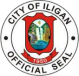 CITY OF ILIGAN
1950
OFFICIAL SEAL